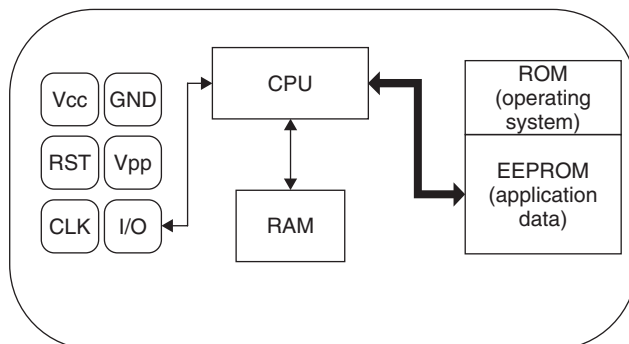 Vcc GND
RST Vpp
CLK I/O
CPU
RAM
ROM
(operating
system)
EEPROM
(application
data)